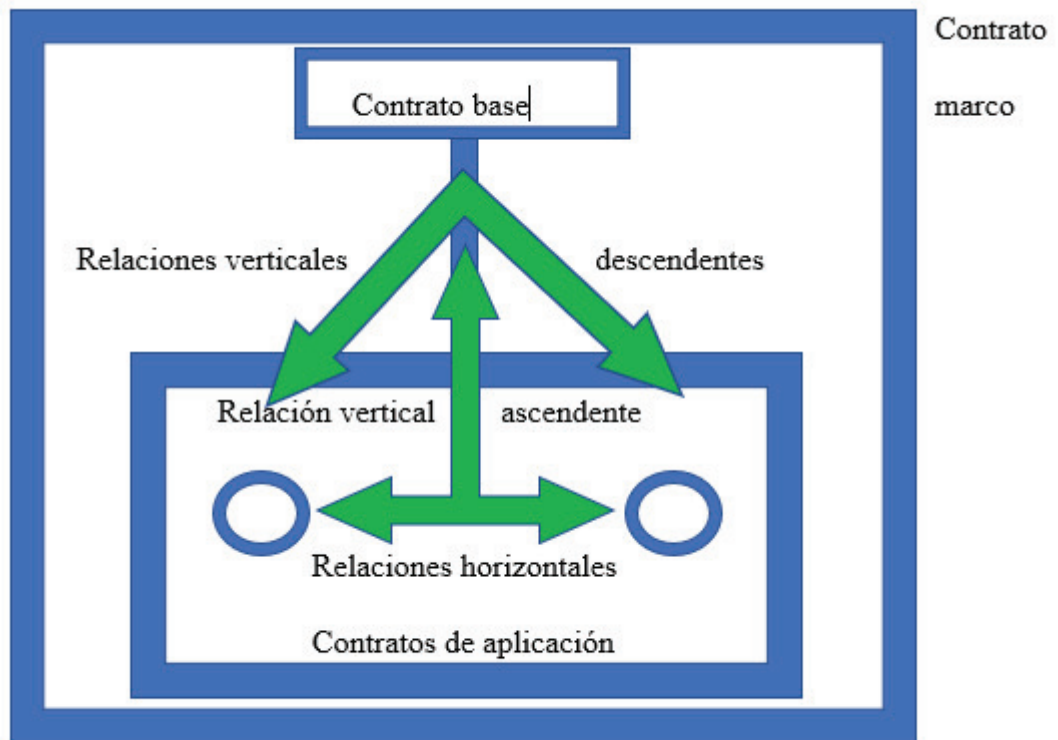 Contrato
marco
Contrato base
Relaciones verticales descendentes
Relación vertical ascendente
Relaciones horizontales
Contratos de aplicación